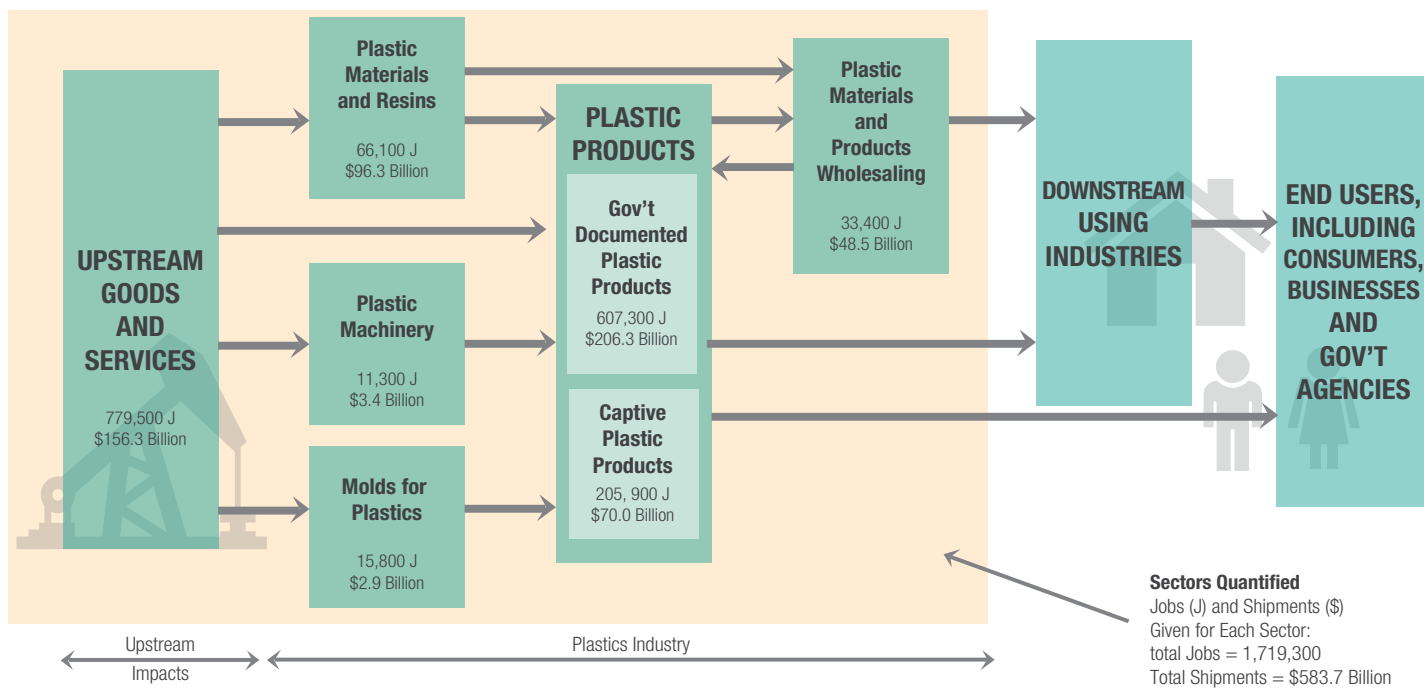 UPSTREAM
GOODS
AND
SERVICES
779,500 J
$156.3 Billion
Plastic
Materials
and Resins
66,100 J
$96.3 Billion
Plastic
Machinery
11,300 J
$3.4 Billion
Molds for
Plastics
15,800 J
$2.9 Billion
PLASTIC
PRODUCTS
Gov't
Documented
Plastic
Products
607,300 J
$206.3 Billion
Captive
Plastic
Products
205, 900 J
$70.0 Billion
Plastic
Materials
and
Products
Wholesaling
33,400 J
$48.5 Billion
DOWNSTREAM
USING
INDUSTRIES
END USERS,
INCLUDING
CONSUMERS,
BUSINESSES
AND
GOV'T
AGENCIES
Upstream
Impacts
Plastics Industry
Sectors Quantified
Jobs (J) and Shipments ($)
Given for Each Sector:
total Jobs = 1,719,300
Total Shipments = $583.7 Billion